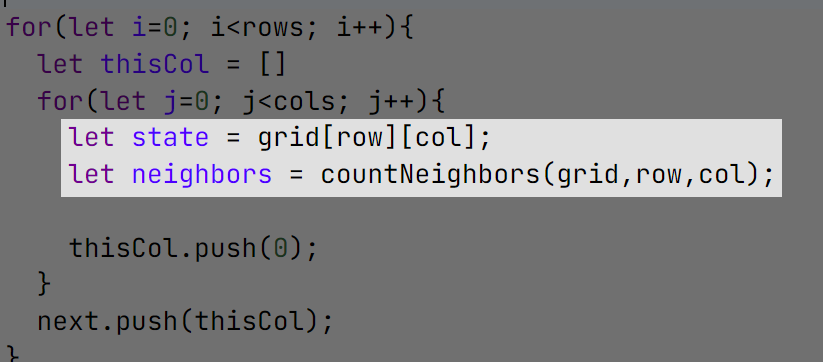 for(let i=0; i<rows; i++){
let thisCol = []
for(let j=0; j<cols; j++){
let state = grid[row][col];
let neighbors = countNeighbors(grid,row,col);
thisCol.push(0);
}
next.push(thisCol);
}